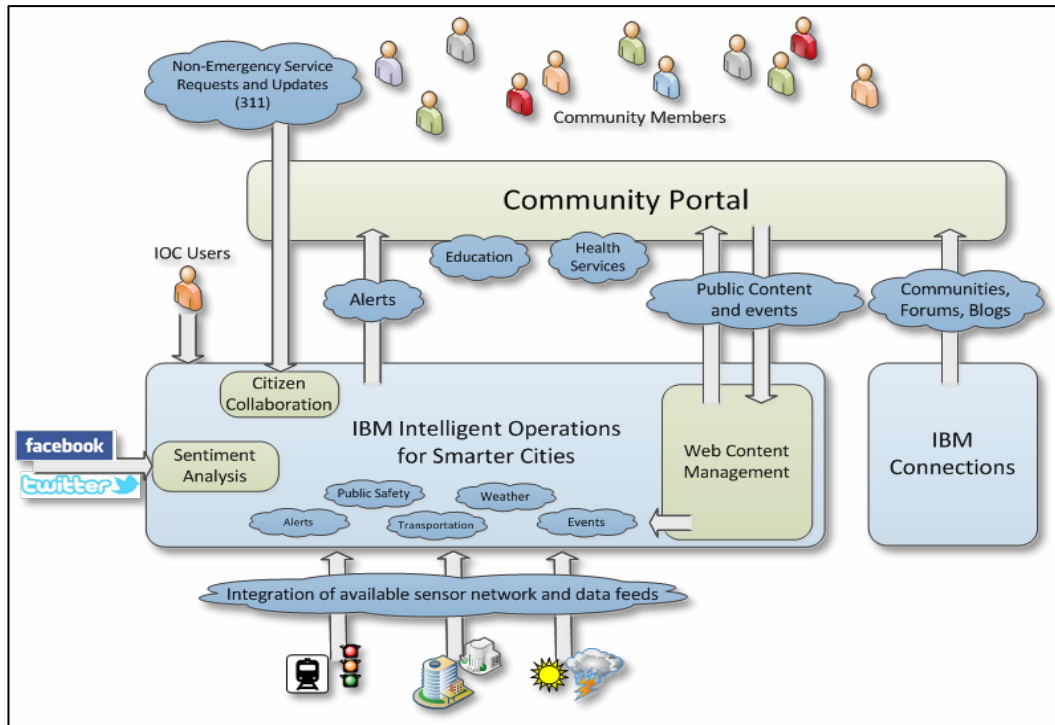 Non-Emergency Service
Requests and Updates
(311)
Community Members
Community Portal
IOC Users
Education
Health
Services
Alerts
Public Content
and events
Communities,
Forums, Blogs
Citizen
Collaboration
IBM Intelligent Operations
for Smarter Cities
Web Content
Management
IBM
Connections
facebook
twitter
Sentiment
Analysis
Public Safety
Weather
Alerts
Transportation
Events
Integration of available sensor network and data feeds